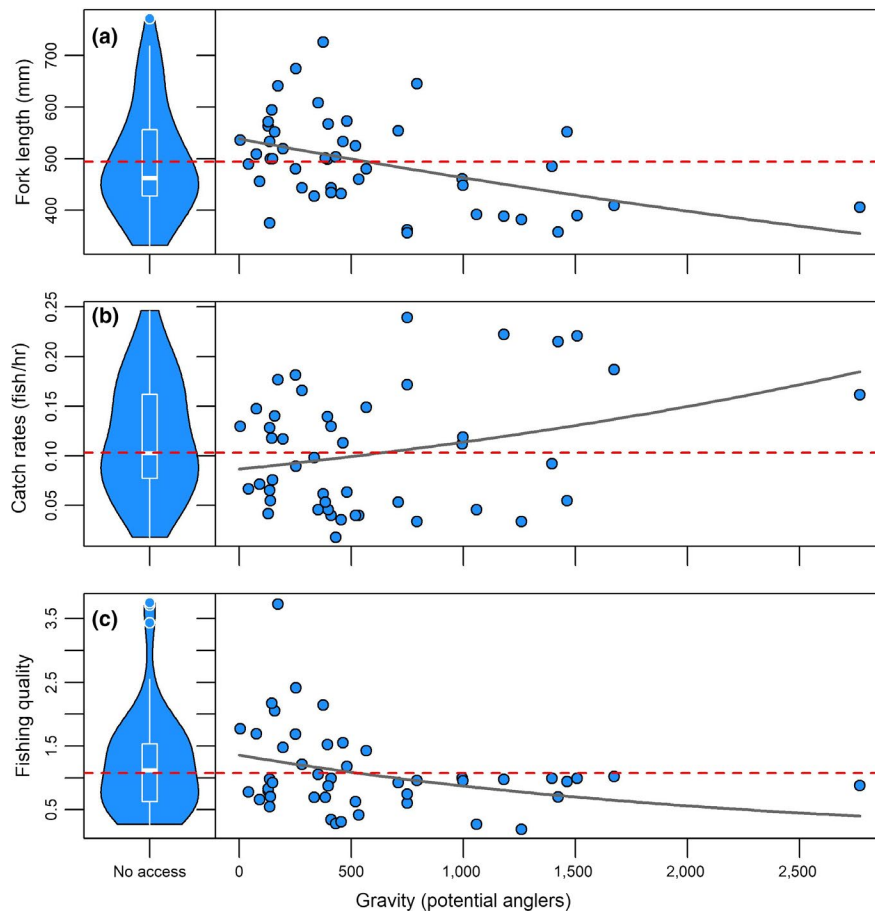 (a)
Fork length (mm)
700
600
500
400
(b)
Catch rates (fish/hr)
0.25
0.20
0.15
0.10
0.05
(c)
Fishing quality
3.5
2.5
1.5
0.5
No access
0 500 1,000 1,500 2,000 2,500
Gravity (potential anglers)